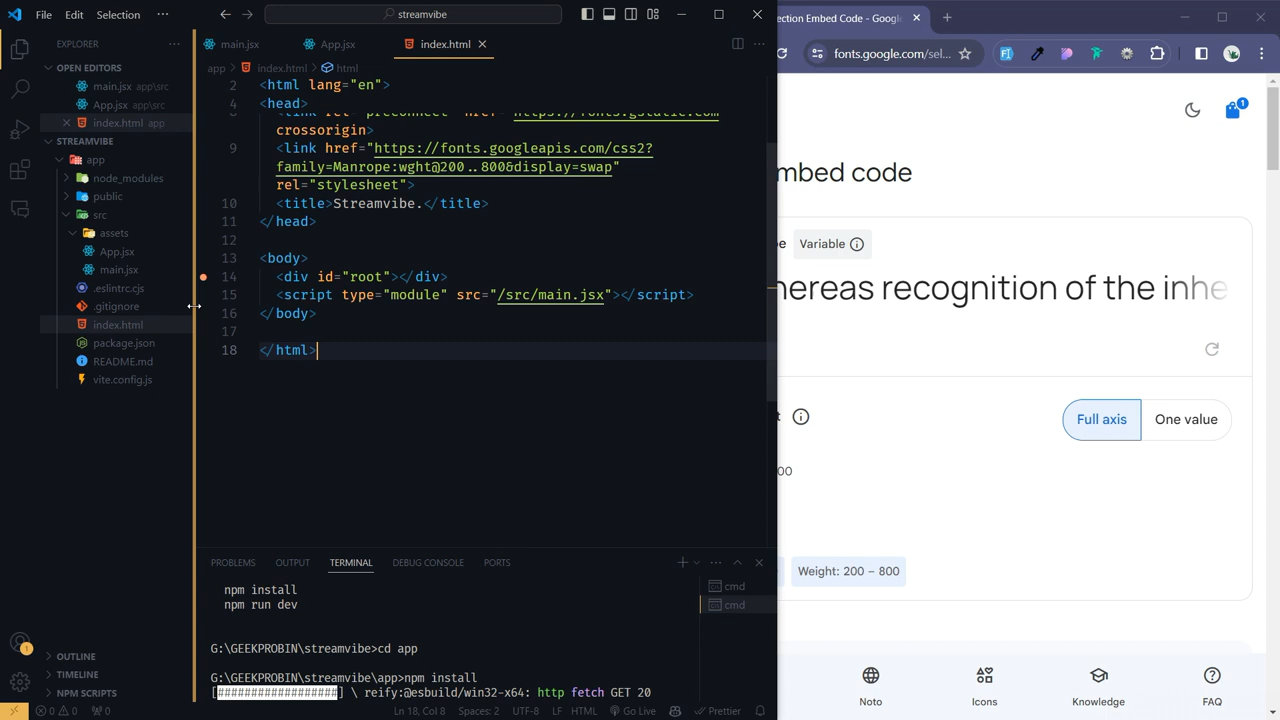 File Edit Selection ··· streamvibe
EXPLORER
OPEN EDITORS
main.jsx app\src
App.jsx app\src
index.html app
STREAMVIBE
app
node_modules
public
src
assets
App.jsx
main.jsx
.eslintrc.cjs
.gitignore
index.html
package.json
README.md
vite.config.js
OUTLINE
TIMELINE
NPM SCRIPTS
main.jsx App.jsx index.html
app index.html html
2 <html lang="en">
4 <head>
crossorigin>
9 <link href="https://fonts.googleapis.com/css2?
family=Manrope:wght@200..800&display=swap"
rel="stylesheet">
10 <title>Streamvibe.</title>
11 </head>
12
13 <body>
14 <div id="root"></div>
15 <script type="module" src="/src/main.jsx"></script>
16 </body>
17
18 </html>
PROBLEMS OUTPUT TERMINAL DEBUG CONSOLE PORTS
cmd
cmd
npm install
npm run dev
G:\GEEKPROBIN\streamvibe>cd app
G:\GEEKPROBIN\streamvibe\app>npm install
[##################] \ reify:@esbuild/win32-x64: http fetch GET 20
1
0 0 0 Ln 18, Col 8 Spaces: 2 UTF-8 LF HTML Go Live Prettier
ection Embed Code - Google
fonts.google.com/sel...
1
mbed code
Variable
hereas recognition of the inhe
Full axis One value
00
Weight: 200 – 800
Noto Icons Knowledge FAQ